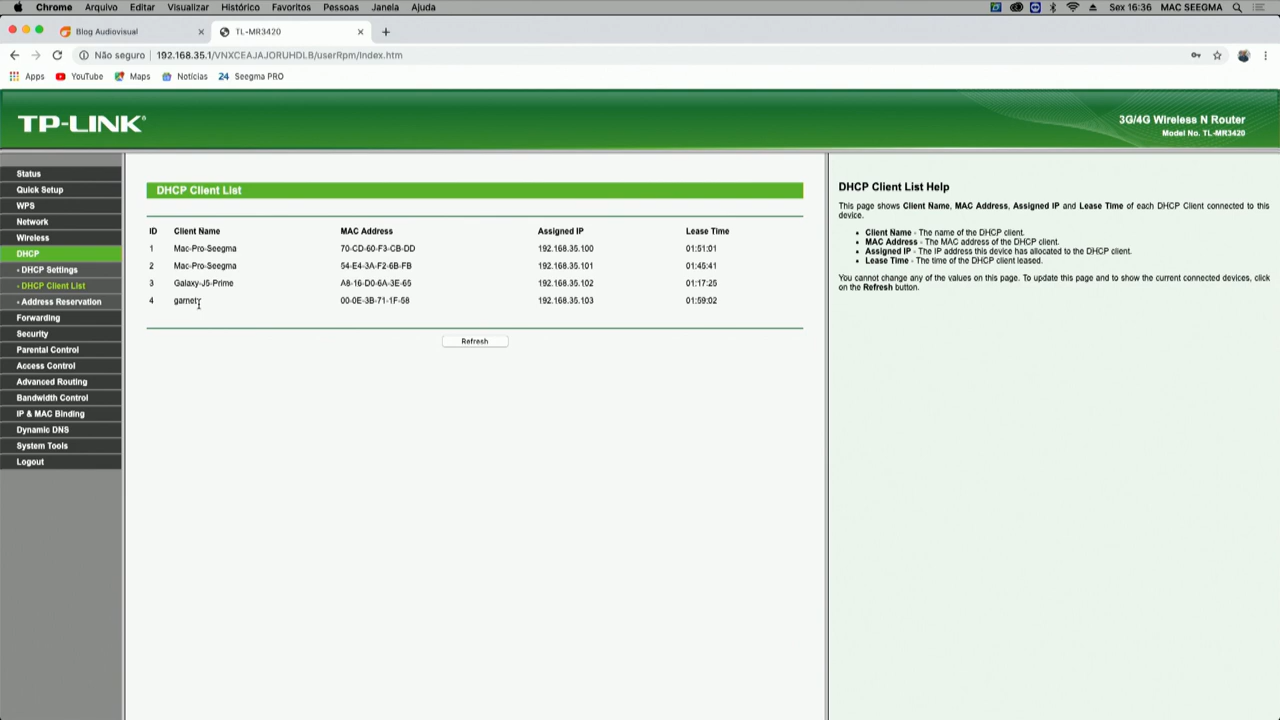 Chrome Arquivo Editar Visualizar Histórico Favoritos Pessoas Janela Ajuda Sex 16:36 MAC SEEGMA
Blog Audiovisual TL-MR3420
Não seguro 192.168.35.1/VNXCEAJAJORUHDLB/userRpm/Index.htm
Apps YouTube Maps Notícias 24 Seegma PRO
TP-LINK
3G/4G Wireless N Router
Model No. TL-MR3420
Status
Quick Setup
WPS
Network
Wireless
DHCP
- DHCP Settings
- DHCP Client List
- Address Reservation
Forwarding
Security
Parental Control
Access Control
Advanced Routing
Bandwidth Control
IP & MAC Binding
Dynamic DNS
System Tools
Logout
DHCP Client List
ID Client Name MAC Address Assigned IP Lease Time
1 Mac-Pro-Seegma 70-CD-60-F3-CB-DD 192.168.35.100 01:51:01
2 Mac-Pro-Seegma 54-E4-3A-F2-6B-FB 192.168.35.101 01:45:41
3 Galaxy-J5-Prime A8-16-D0-6A-3E-65 192.168.35.102 01:17:25
4 garnet 00-0E-3B-71-1F-58 192.168.35.103 01:59:02
Refresh
DHCP Client List Help
This page shows Client Name, MAC Address, Assigned IP and Lease Time of each DHCP Client connected to this
device.
Client Name - The name of the DHCP client.
MAC Address - The MAC address of the DHCP client.
Assigned IP - The IP address this device has allocated to the DHCP client.
Lease Time - The time of the DHCP client leased.
You cannot change any of the values on this page. To update this page and to show the current connected devices, click
on the Refresh button.